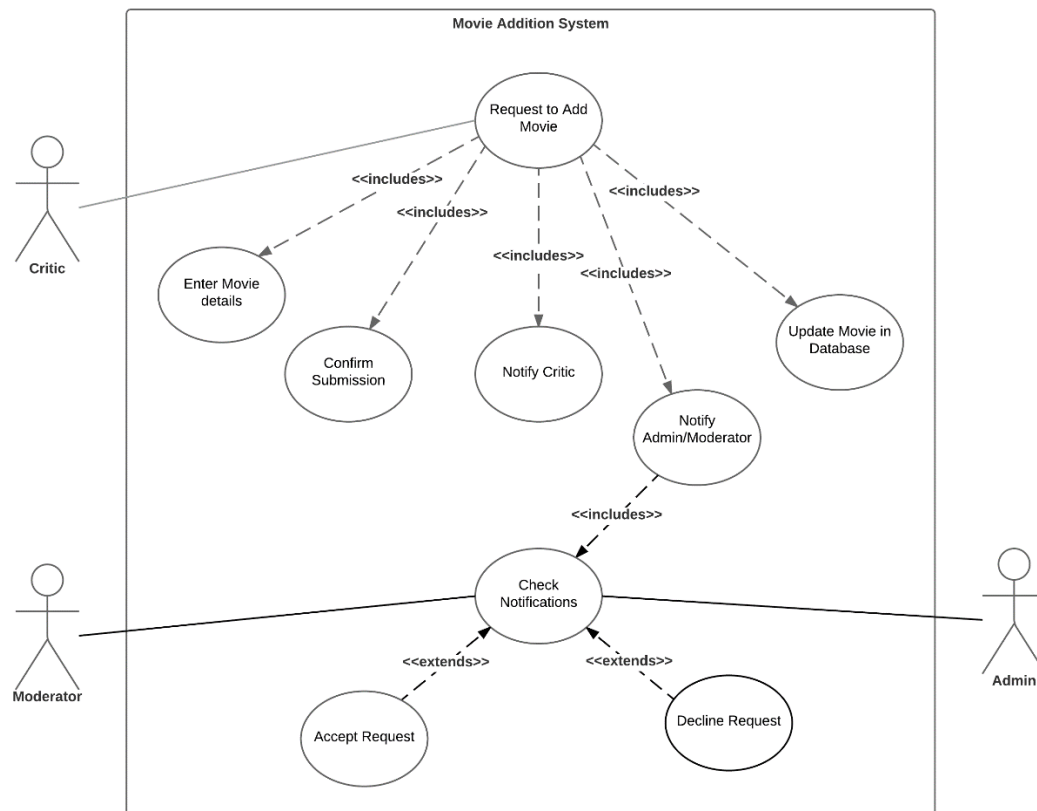 Movie Addition System
Request to Add
Movie
<<includes>>
<<includes>>
<<includes>>
<<includes>>
<<includes>>
Critic
Enter Movie
details
Confirm
Submission
Notify Critic
Update Movie in
Database
Notify
Admin/Moderator
<<includes>>
Check
Notifications
Moderator
Admin
<<extends>>
<<extends>>
Accept Request
Decline Request